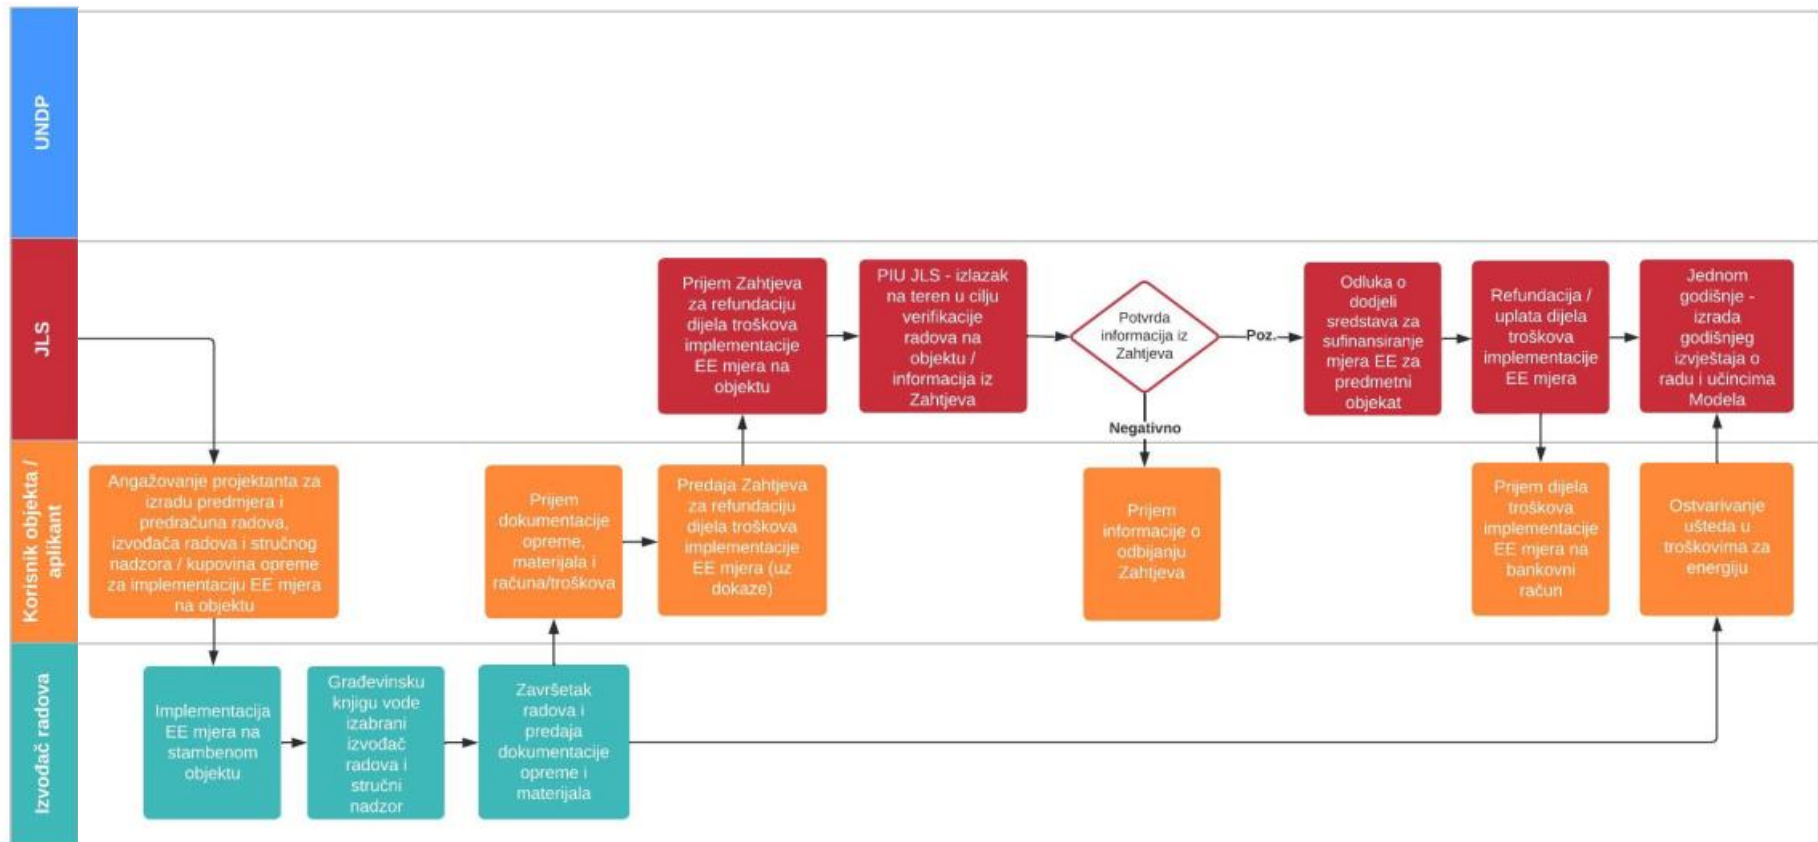 UNDP
JLS
Prijem Zahtjeva
za refundaciju
dijela troškova
implementacije
EE mjera na
objektu
PIU JLS - izlazak
na teren u cilju
verifikacije
radova na
objektu /
informacija iz
Zahtjeva
Potvrda
informacija iz
Zahtjeva
Poz.
Negativno
Odluka o
dodjeli
sredstava za
sufinansiranje
mjera EE za
predmetni
objekat
Refundacija /
uplata dijela
troškova
implementacije
EE mjera
Jednom
godišnje -
izrada
godišnjeg
izvještaja o
radu i učincima
Modela
Korisnik objekta /
aplikant
Angažovanje projektanta za
izradu predmjera i
predračuna radova,
izvođača radova i stručnog
nadzora / kupovina opreme
za implementaciju EE mjera
na objektu
Prijem
dokumentacije
opreme,
materijala i
računa/troškova
Predaja Zahtjeva
za refundaciju
dijela troškova
implementacije
EE mjera (uz
dokaze)
Prijem
informacije o
odbijanju
Zahtjeva
Prijem dijela
troškova
implementacije
EE mjera na
bankovni
račun
Ostvarivanje
ušteda u
troškovima za
energiju
Izvođač radova
Implementacija
EE mjera na
stambenom
objektu
Građevinsku
knjigu vode
izabrani
izvođač
radova i
stručni
nadzor
Završetak
radova i
predaja
dokumentacije
opreme i
materijala